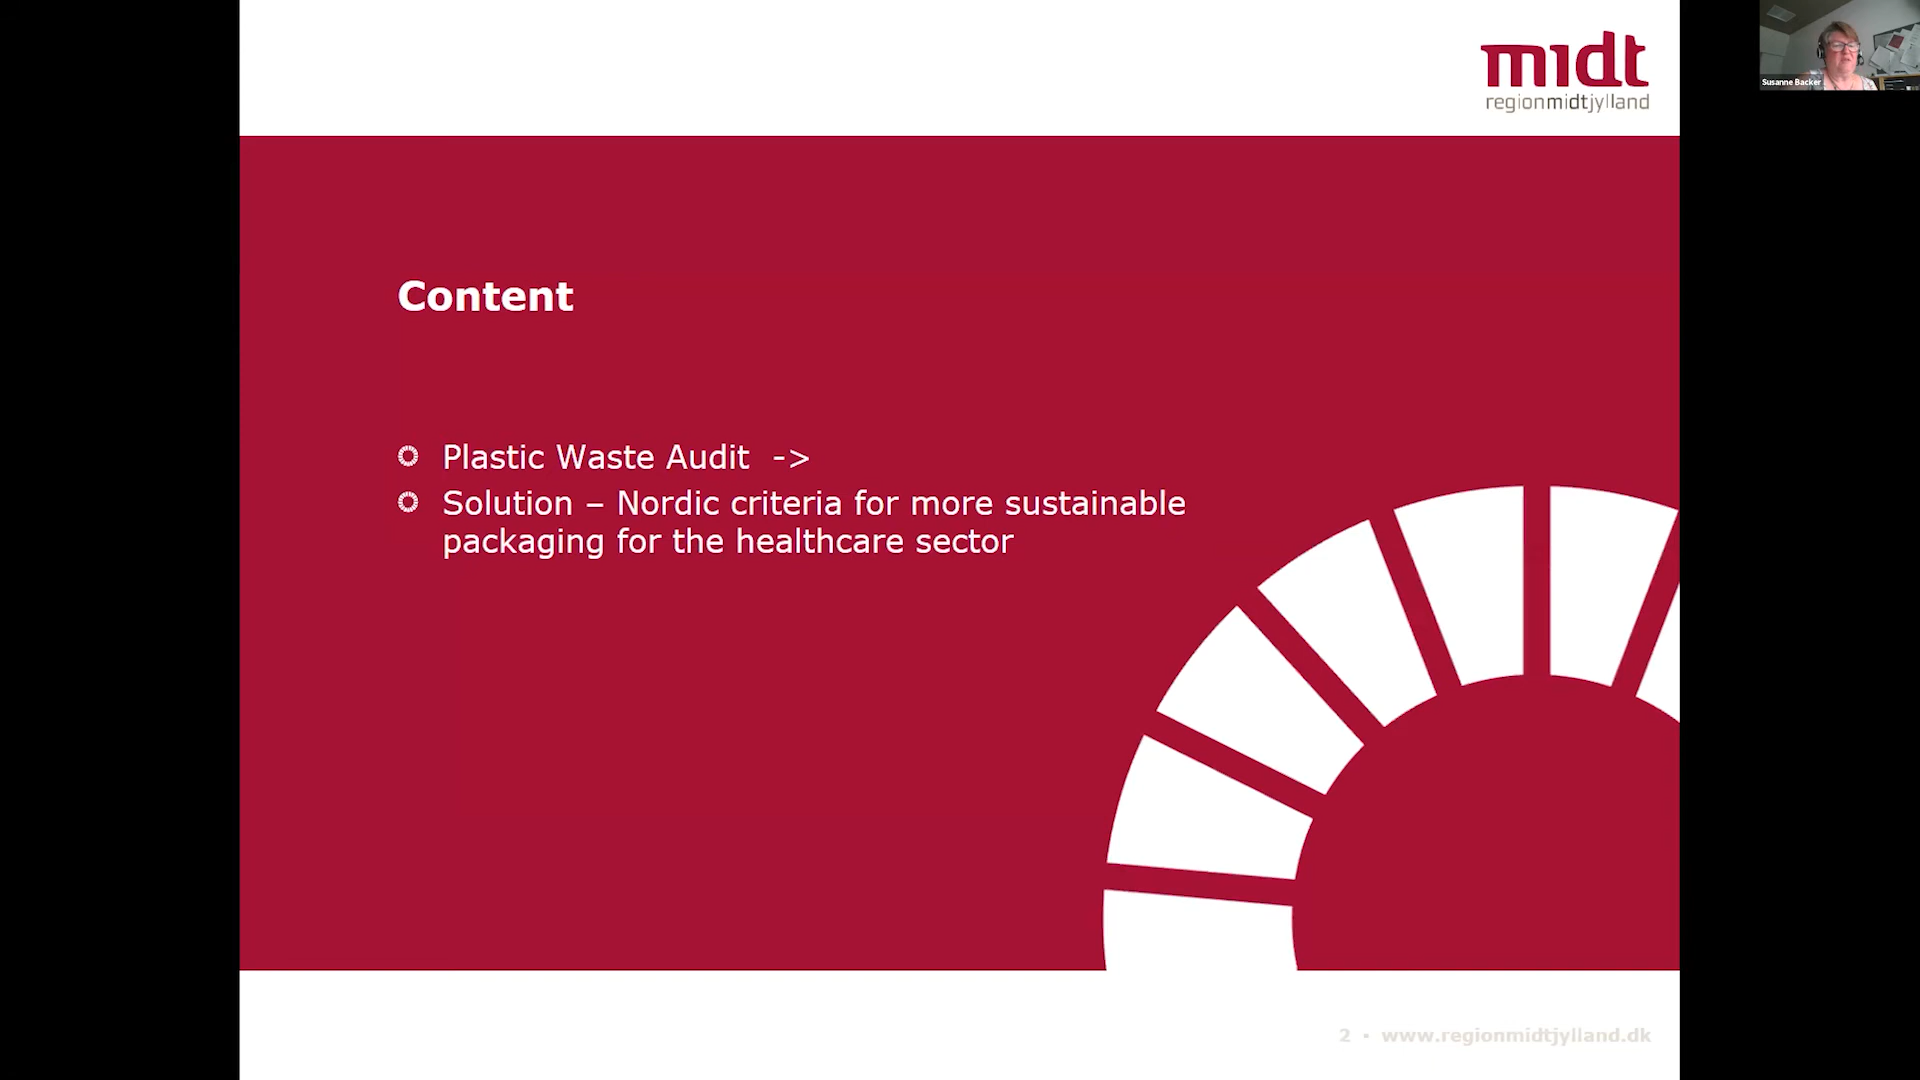 midt
regionmidtjylland
Susanne Backer
Content
Plastic Waste Audit ->
Solution – Nordic criteria for more sustainable
packaging for the healthcare sector
2 ▪ www.regionmidtjylland.dk